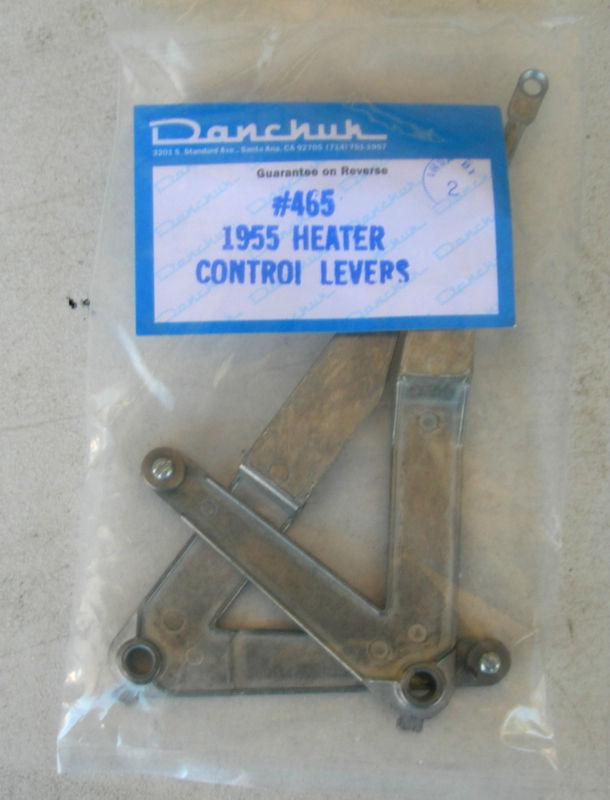 Danchuk
3201 S. Standard Ave., Santa Ana, CA 92705 (714) 751-1957
Guarantee on Reverse
2
#465
1955 HEATER
CONTROl LEVERS